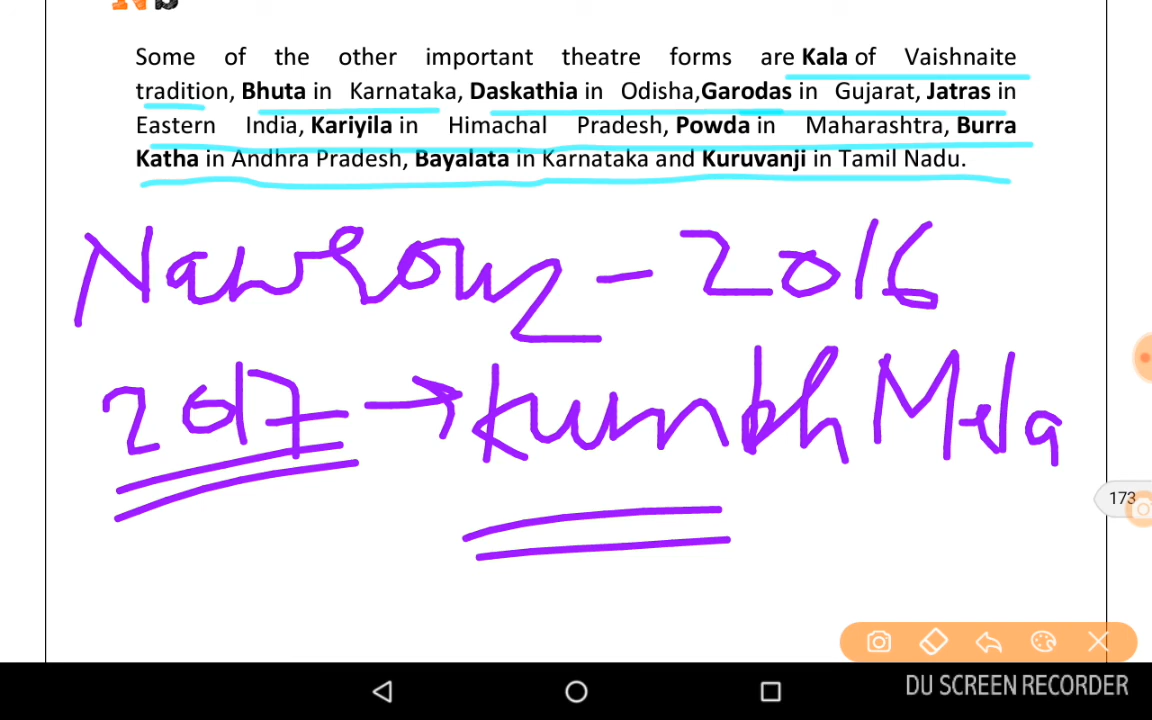 Some of the other important theatre forms are Kala of Vaishnaite
tradition, Bhuta in Karnataka, Daskathia in Odisha,Garodas in Gujarat, Jatras in
Eastern India, Kariyila in Himachal Pradesh, Powda in Maharashtra, Burra
Katha in Andhra Pradesh, Bayalata in Karnataka and Kuruvanji in Tamil Nadu.
Nawrouz - 2016
2017 → Kumbh Mela
173
DU SCREEN RECORDER